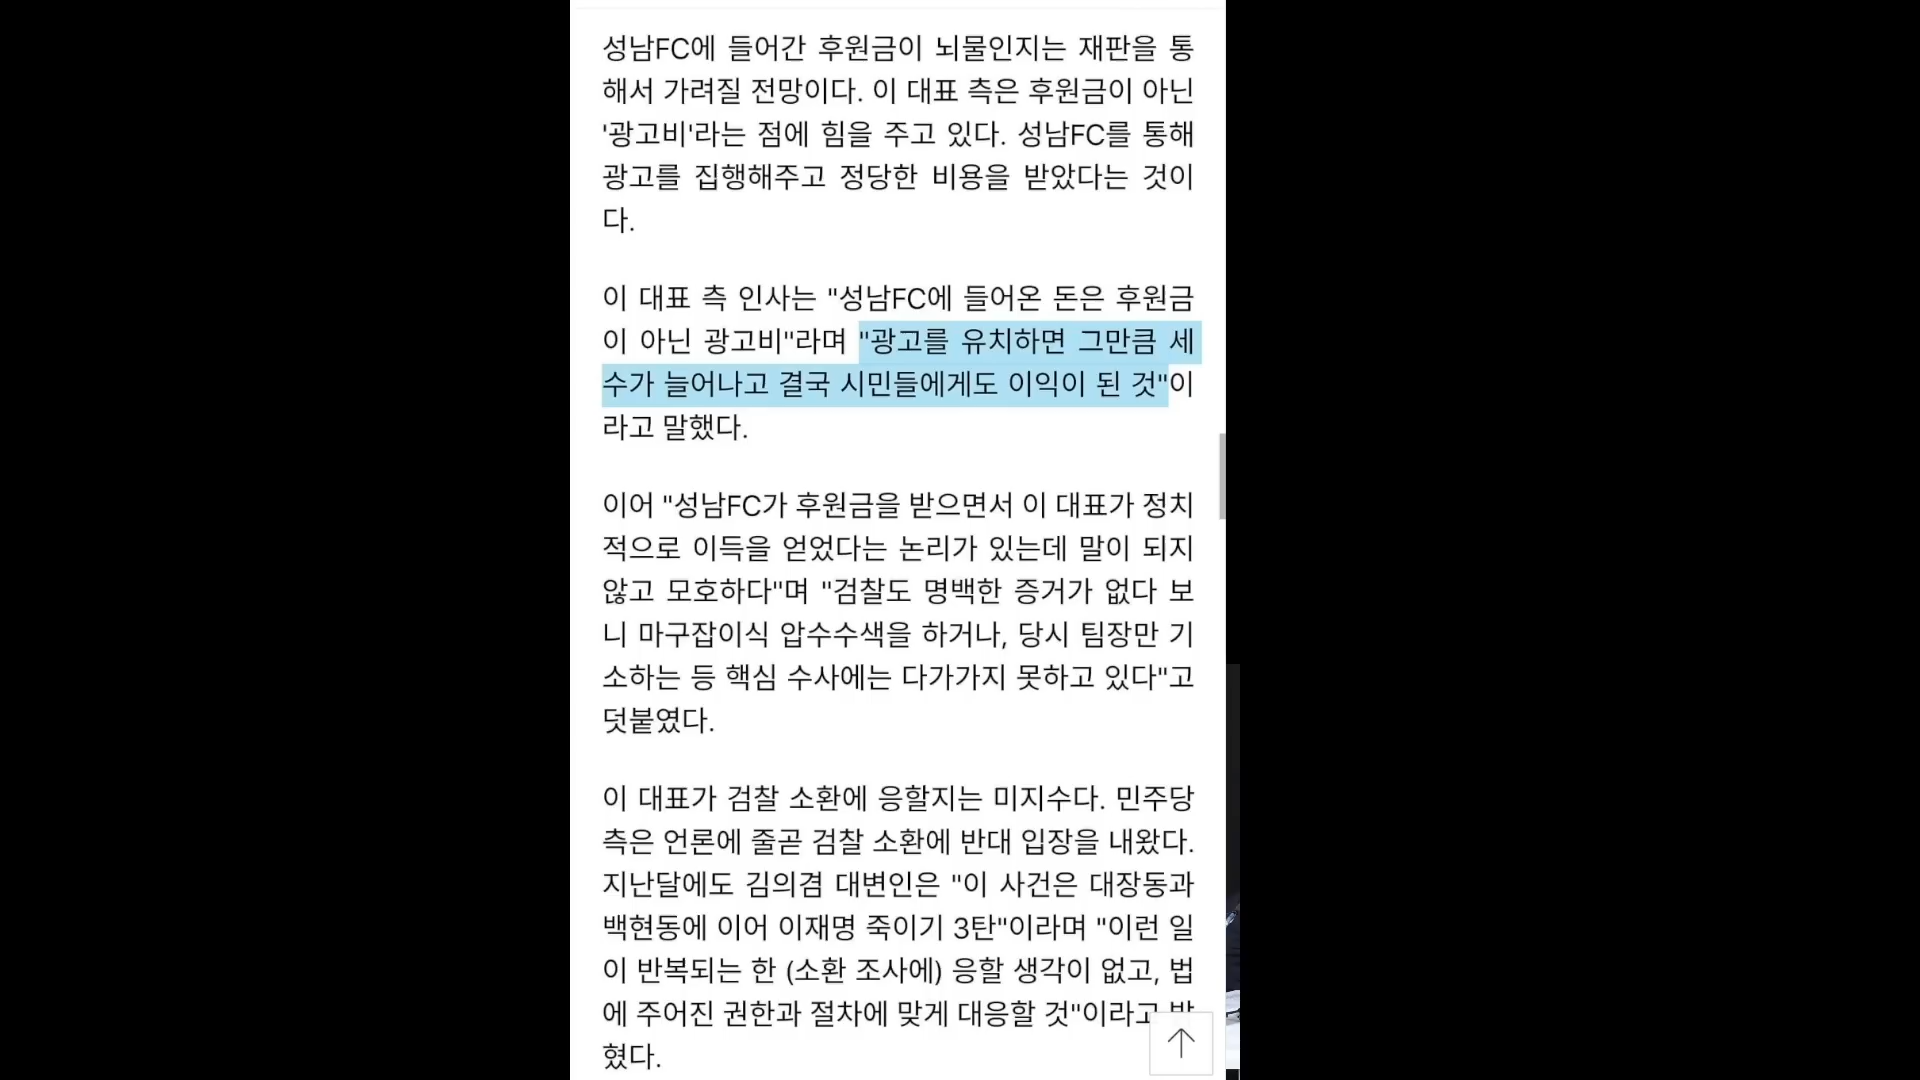 성남FC에 들어간 후원금이 뇌물인지는 재판을 통
해서 가려질 전망이다. 이 대표 측은 후원금이 아닌
'광고비'라는 점에 힘을 주고 있다. 성남FC를 통해
광고를 집행해주고 정당한 비용을 받았다는 것이
다.
이 대표 측 인사는 "성남FC에 들어온 돈은 후원금
이 아닌 광고비"라며 "광고를 유치하면 그만큼 세
수가 늘어나고 결국 시민들에게도 이익이 된 것"이
라고 말했다.
이어 "성남FC가 후원금을 받으면서 이 대표가 정치
적으로 이득을 얻었다는 논리가 있는데 말이 되지
않고 모호하다"며 "검찰도 명백한 증거가 없다 보
니 마구잡이식 압수수색을 하거나, 당시 팀장만 기
소하는 등 핵심 수사에는 다가가지 못하고 있다"고
덧붙였다.
이 대표가 검찰 소환에 응할지는 미지수다. 민주당
측은 언론에 줄곧 검찰 소환에 반대 입장을 내왔다.
지난달에도 김의겸 대변인은 "이 사건은 대장동과
백현동에 이어 이재명 죽이기 3탄"이라며 "이런 일
이 반복되는 한 (소환 조사에) 응할 생각이 없고, 법
에 주어진 권한과 절차에 맞게 대응할 것"이라고 밝
혔다.